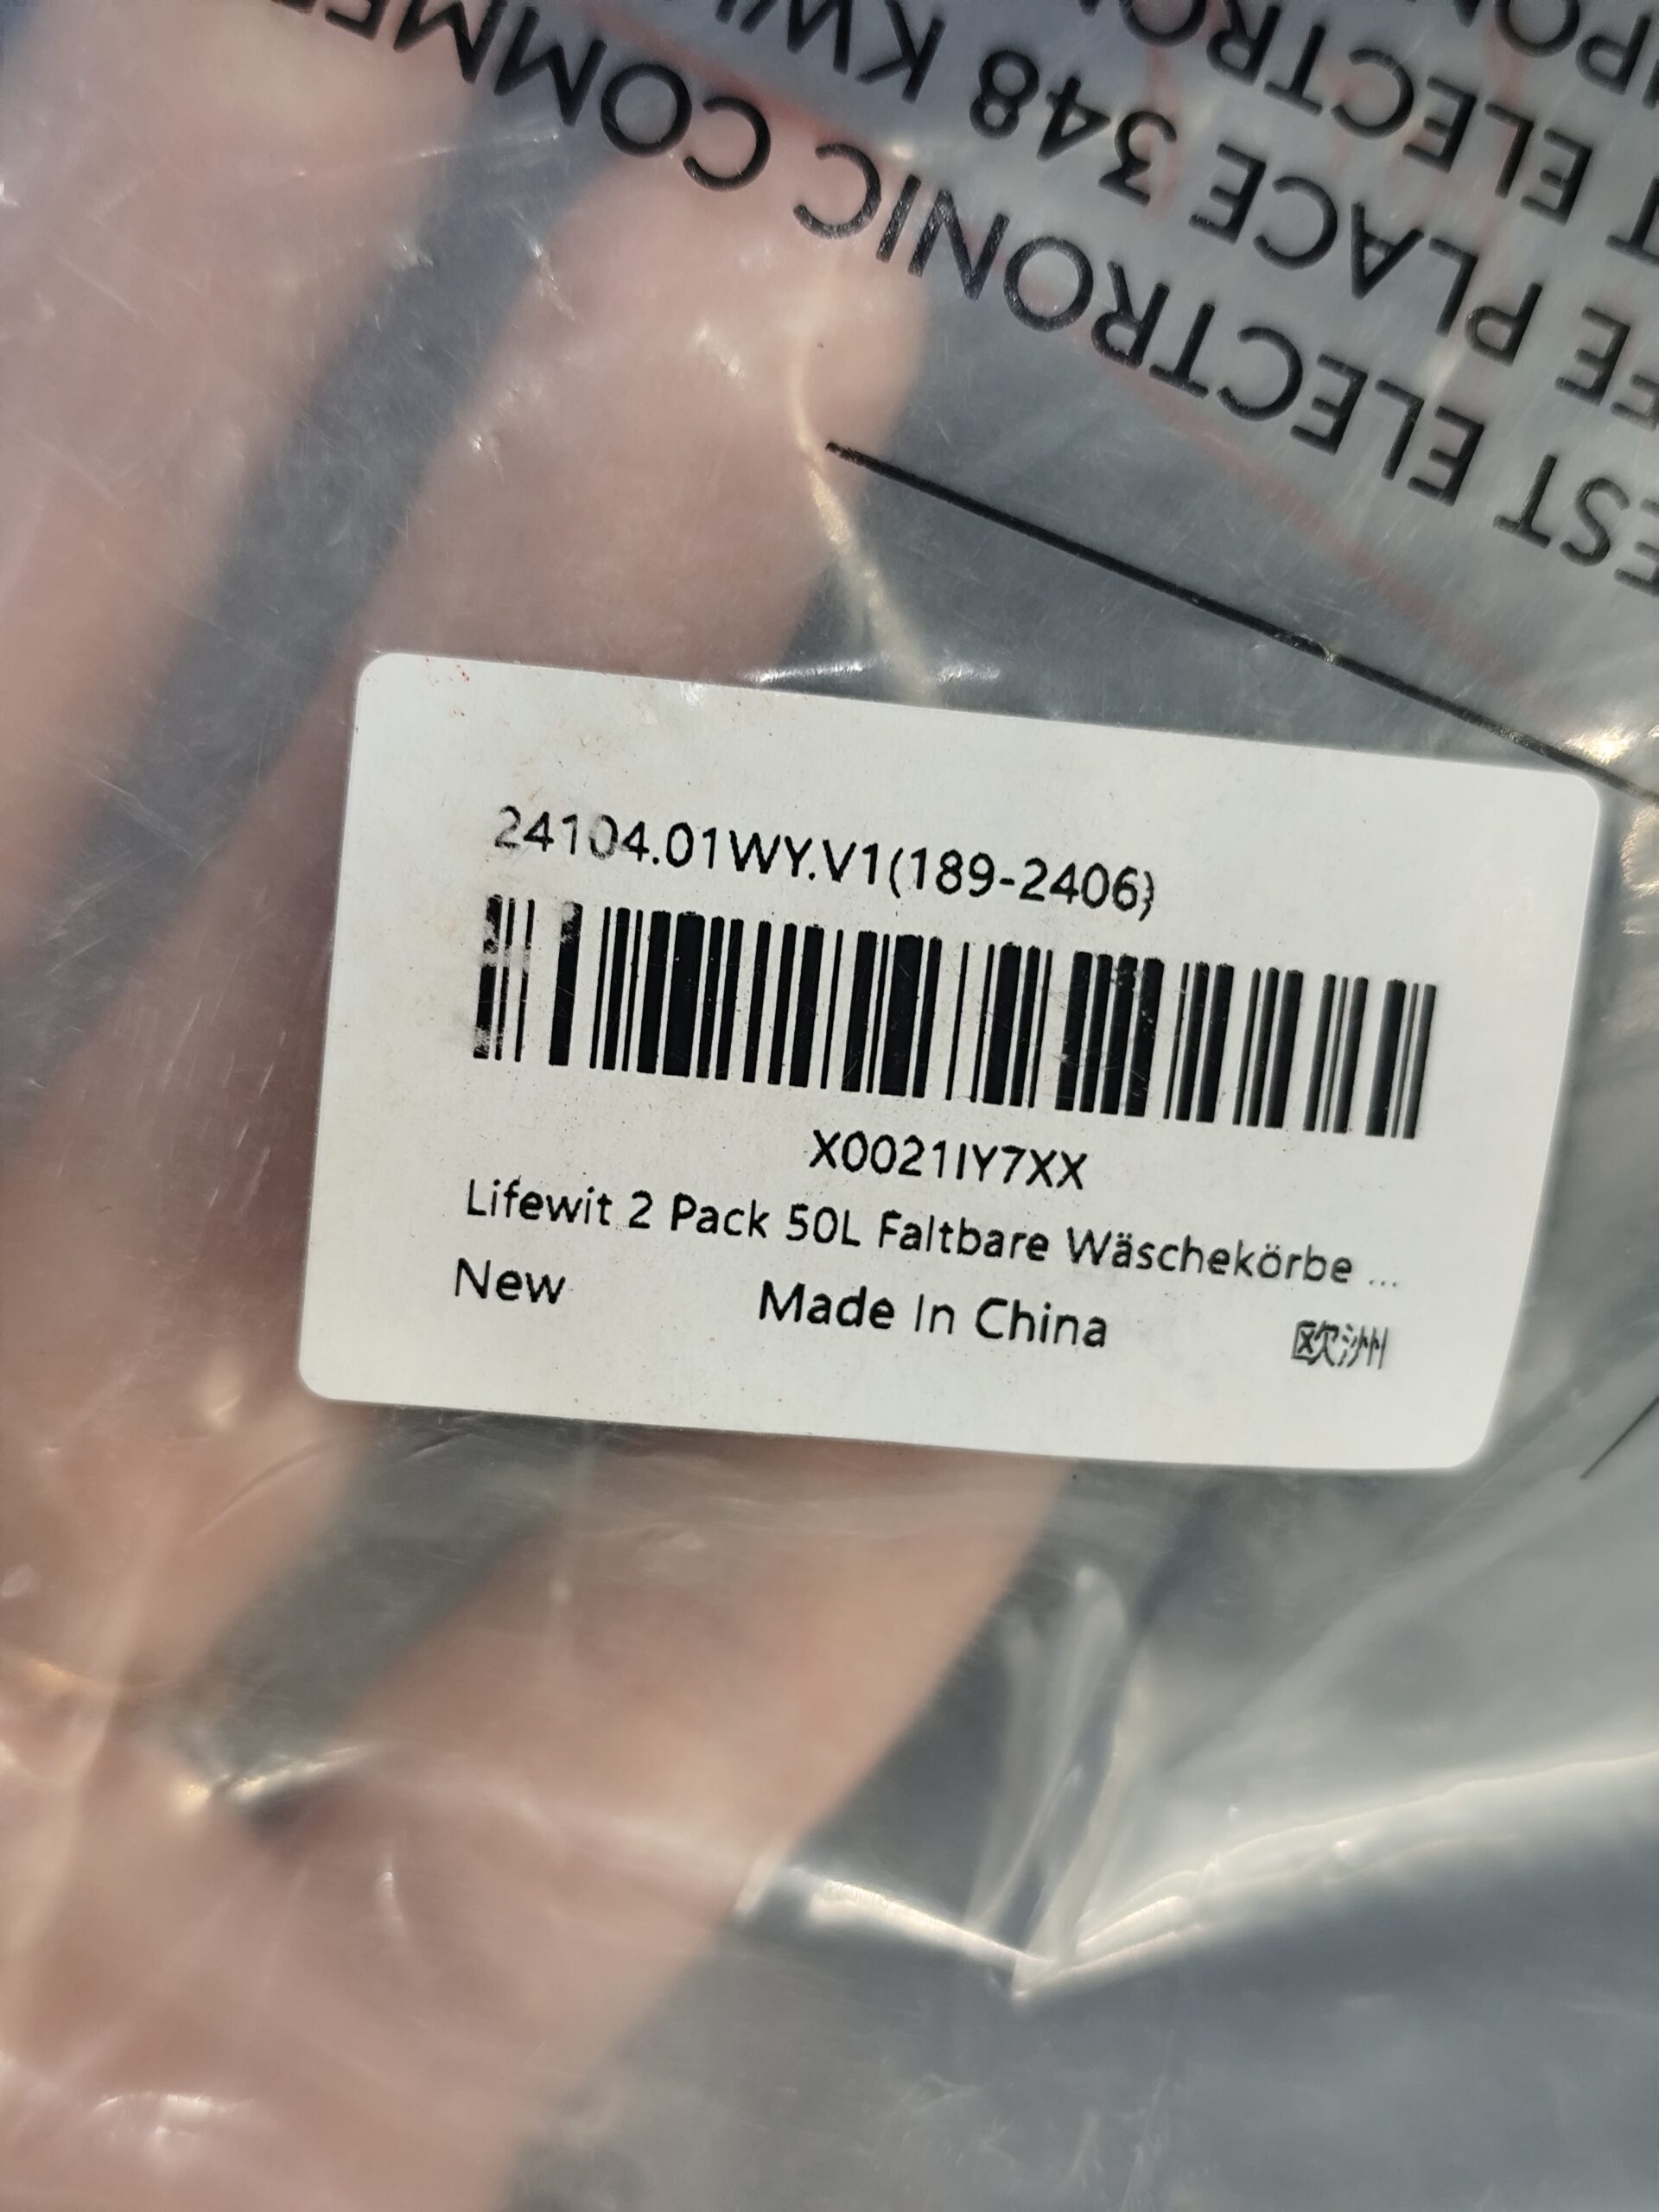 COMME
ELECTRONIC
PLACE 348
ELECTRO
24104.01WY.V1(189-2406)
X0021IY7XX
Lifewit 2 Pack 50L Faltbare Wäschekörbe ...
New Made In China 欧洲